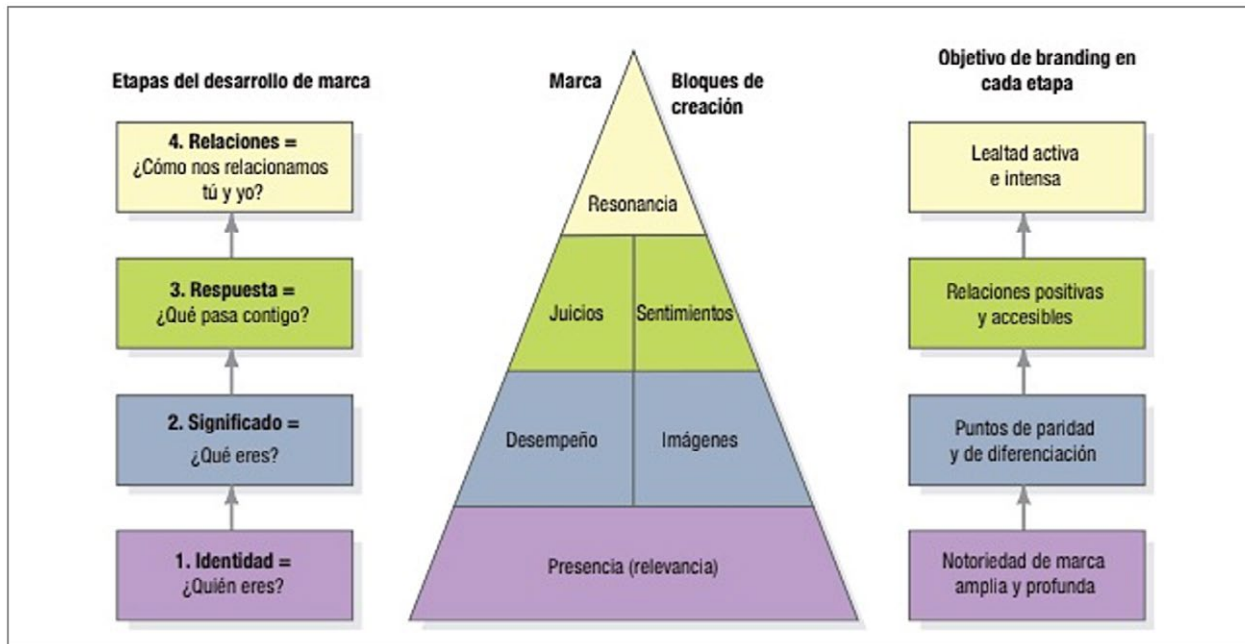 Etapas del desarrollo de marca
4. Relaciones =
¿Cómo nos relacionamos
tú y yo?
3. Respuesta =
¿Qué pasa contigo?
2. Significado =
¿Qué eres?
1. Identidad =
¿Quién eres?
Marca
Bloques de
creación
Resonancia
Juicios
Sentimientos
Desempeño
Imágenes
Presencia (relevancia)
Objetivo de branding en
cada etapa
Lealtad activa
e intensa
Relaciones positivas
y accesibles
Puntos de paridad
y de diferenciación
Notoriedad de marca
amplia y profunda